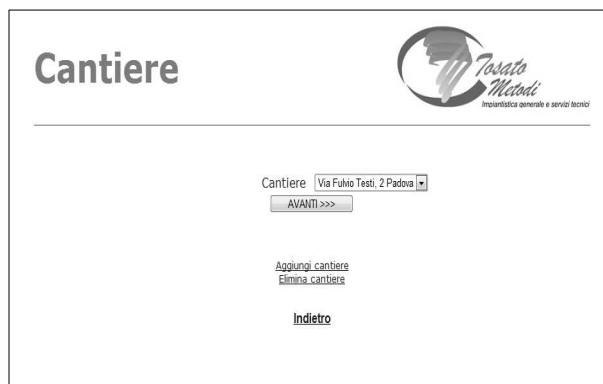 Cantiere
Tosato
Metodi
Impiantistica generale e servizi tecnici
Cantiere Via Fulvio Testi, 2 Padova
AVANTI >>>
Aggiungi cantiere
Elimina cantiere
Indietro